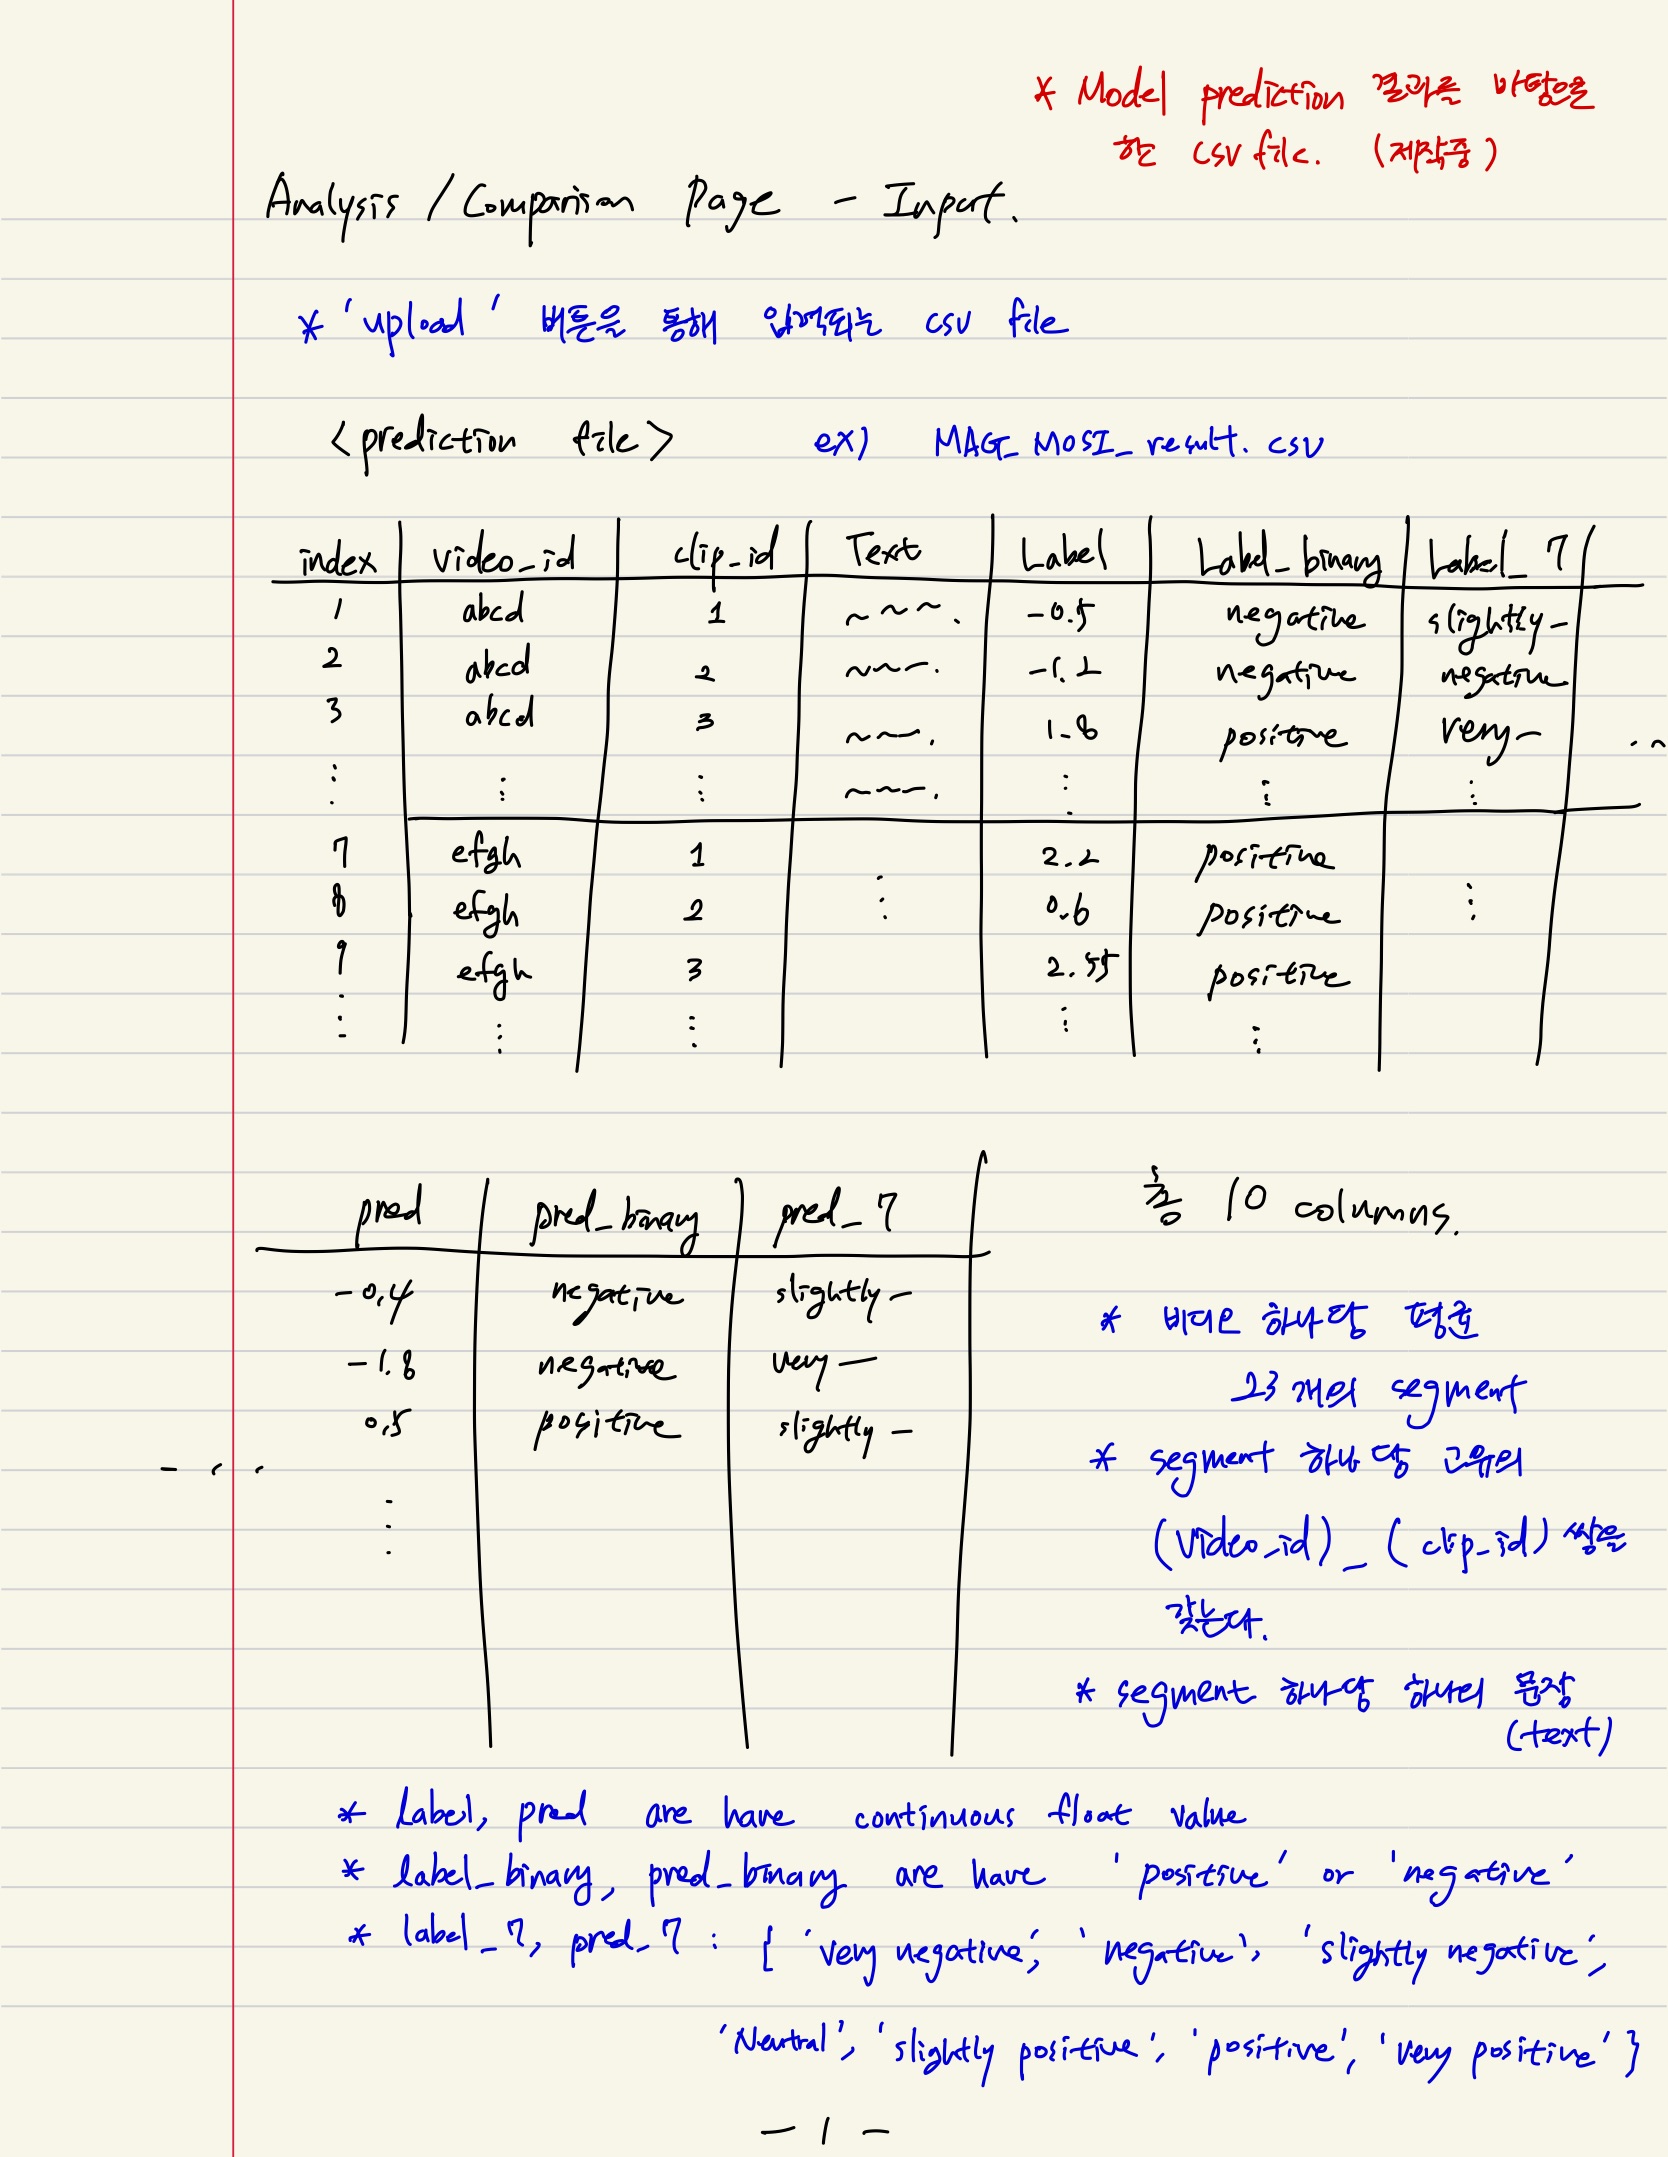 * Model prediction 결과를 바탕으로
한 csv file. (제작중)
Analysis / Comparison Page - Input.
* 'upload' 버튼을 통해 입력되는 csv file
<prediction file> ex) MAG_MOSI_result.csv
index video_id clip_id Text Label Label_binary Label_7
1 abcd 1 ~~~. -0.5 negative slightly~
2 abcd 2 ~~~. -1.2 negative negative
3 abcd 3 ~~~. 1.8 positive very~ ...
⋮ ⋮ ⋮ ~~~. ⋮ ⋮ ⋮
7 efgh 1 ⋮ 2.2 positive ⋮
8 efgh 2 0.6 positive
9 efgh 3 2.55 positive
⋮ ⋮ ⋮ ⋮ ⋮
pred pred_binary pred_7
-0.4 negative slightly~
-1.8 negative very~
0.5 positive slightly~
...
⋮
총 10 columns.
* 비디오 하나당 평균
23개의 segment
* segment 하나당 고유의
(video_id)_(clip_id) 쌍을
갖는다.
* segment 하나당 하나의 문장
(text)
* label, pred are have continuous float value
* label_binary, pred_binary are have 'positive' or 'negative'
* label_7, pred_7 : { 'very negative', 'negative', 'slightly negative',
'Neutral', 'slightly positive', 'positive', 'very positive' }
- 1 -